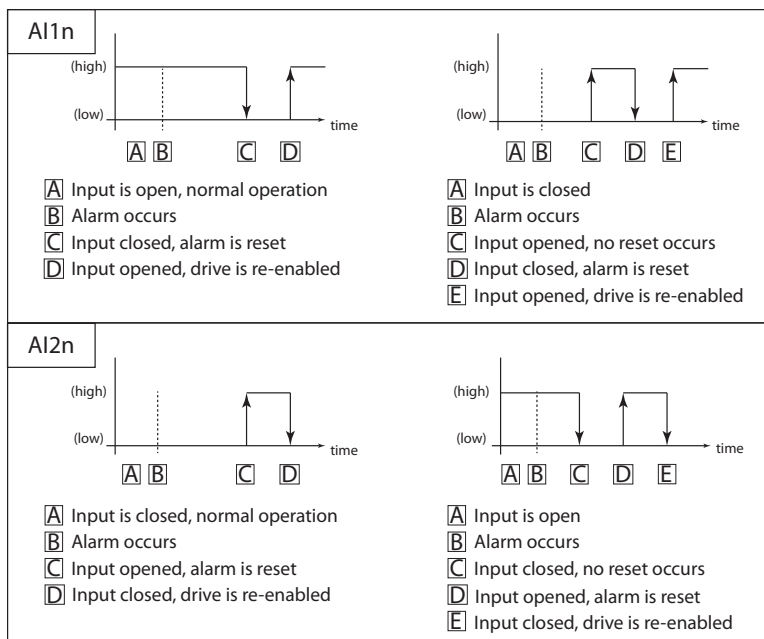 AI1n
(high)
(low)
time
A B C D
A Input is open, normal operation
B Alarm occurs
C Input closed, alarm is reset
D Input opened, drive is re-enabled
(high)
(low)
time
A B C D E
A Input is closed
B Alarm occurs
C Input opened, no reset occurs
D Input closed, alarm is reset
E Input opened, drive is re-enabled
AI2n
(high)
(low)
time
A B C D
A Input is closed, normal operation
B Alarm occurs
C Input opened, alarm is reset
D Input closed, drive is re-enabled
(high)
(low)
time
A B C D E
A Input is open
B Alarm occurs
C Input closed, no reset occurs
D Input opened, alarm is reset
E Input closed, drive is re-enabled